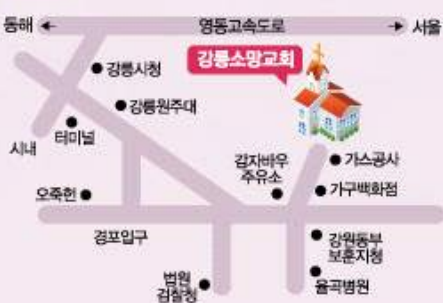 동해 영동고속도로 서울
강릉소망교회
강릉시청
강릉원주대
터미널
시내
감자바우
주유소
가스공사
가구백화점
오죽헌
경포입구
강원동부
보훈지청
법원
검찰청
율곡병원